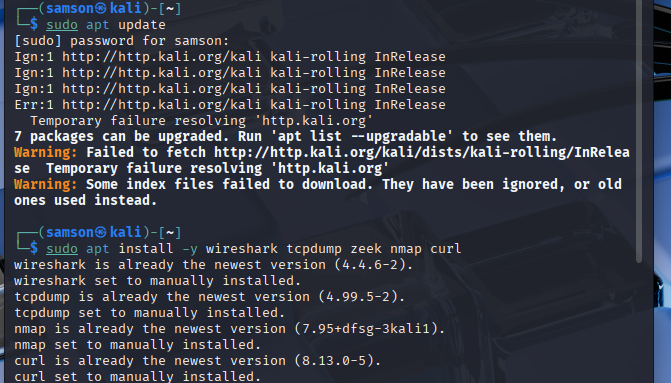 ┌──(samson㉿kali)-[~]
└─$ sudo apt update
[sudo] password for samson:
Ign:1 http://http.kali.org/kali kali-rolling InRelease
Ign:1 http://http.kali.org/kali kali-rolling InRelease
Ign:1 http://http.kali.org/kali kali-rolling InRelease
Err:1 http://http.kali.org/kali kali-rolling InRelease
  Temporary failure resolving 'http.kali.org'
7 packages can be upgraded. Run 'apt list --upgradable' to see them.
Warning: Failed to fetch http://http.kali.org/kali/dists/kali-rolling/InRelea
se  Temporary failure resolving 'http.kali.org'
Warning: Some index files failed to download. They have been ignored, or old
ones used instead.
┌──(samson㉿kali)-[~]
└─$ sudo apt install -y wireshark tcpdump zeek nmap curl
wireshark is already the newest version (4.4.6-2).
wireshark set to manually installed.
tcpdump is already the newest version (4.99.5-2).
tcpdump set to manually installed.
nmap is already the newest version (7.95+dfsg-3kali1).
nmap set to manually installed.
curl is already the newest version (8.13.0-5).
curl set to manually installed.